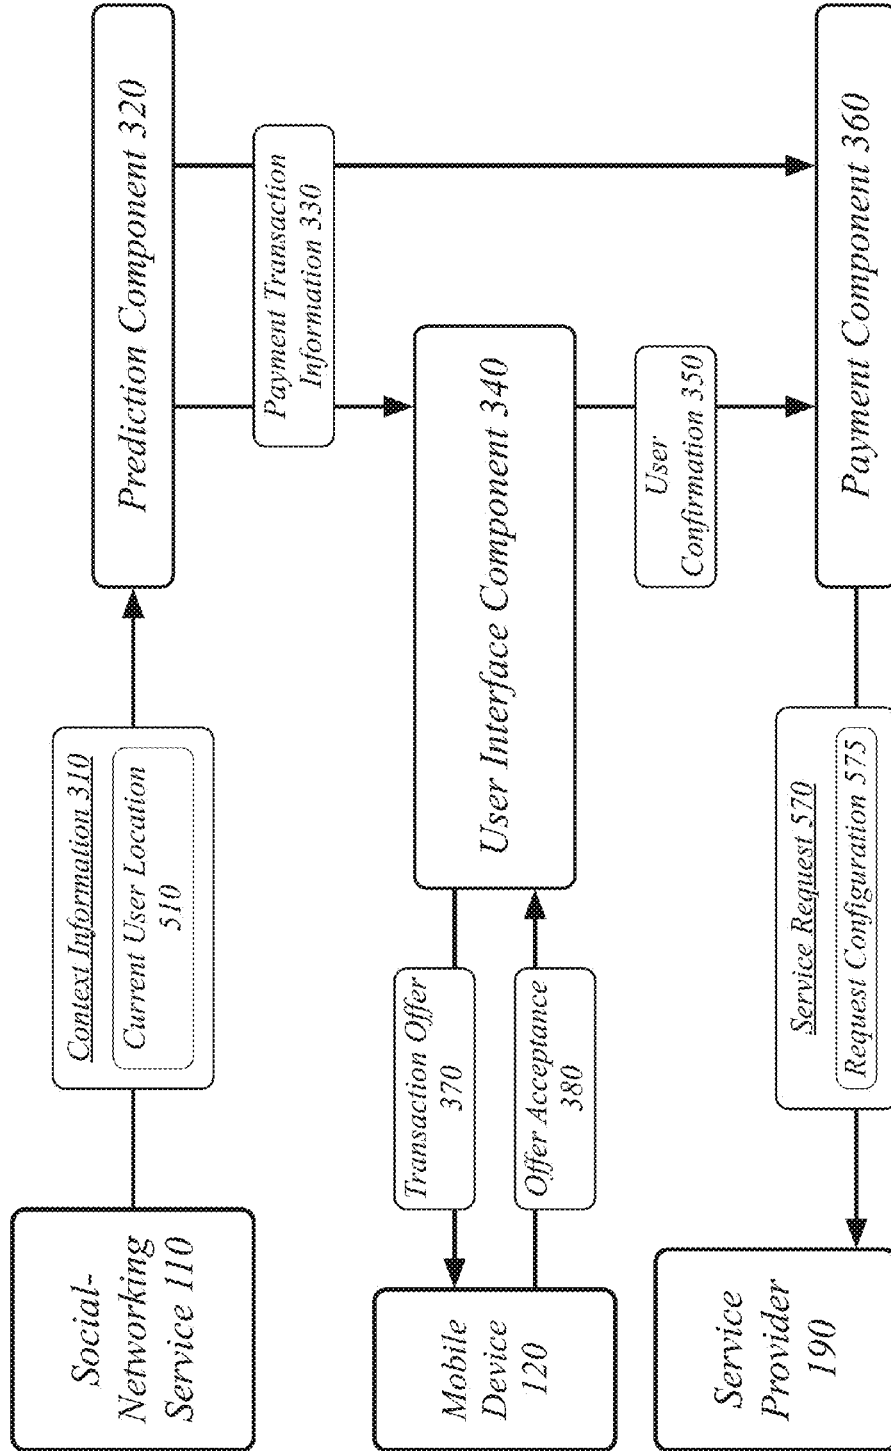 Social-
Networking
Service 110
Context Information 310
Current User Location
510
Prediction Component 320
Payment Transaction
Information 330
Mobile
Device
120
Transaction Offer
370
Offer Acceptance
380
User Interface Component 340
User
Confirmation 350
Service
Provider
190
Service Request 570
Request Configuration 575
Payment Component 360